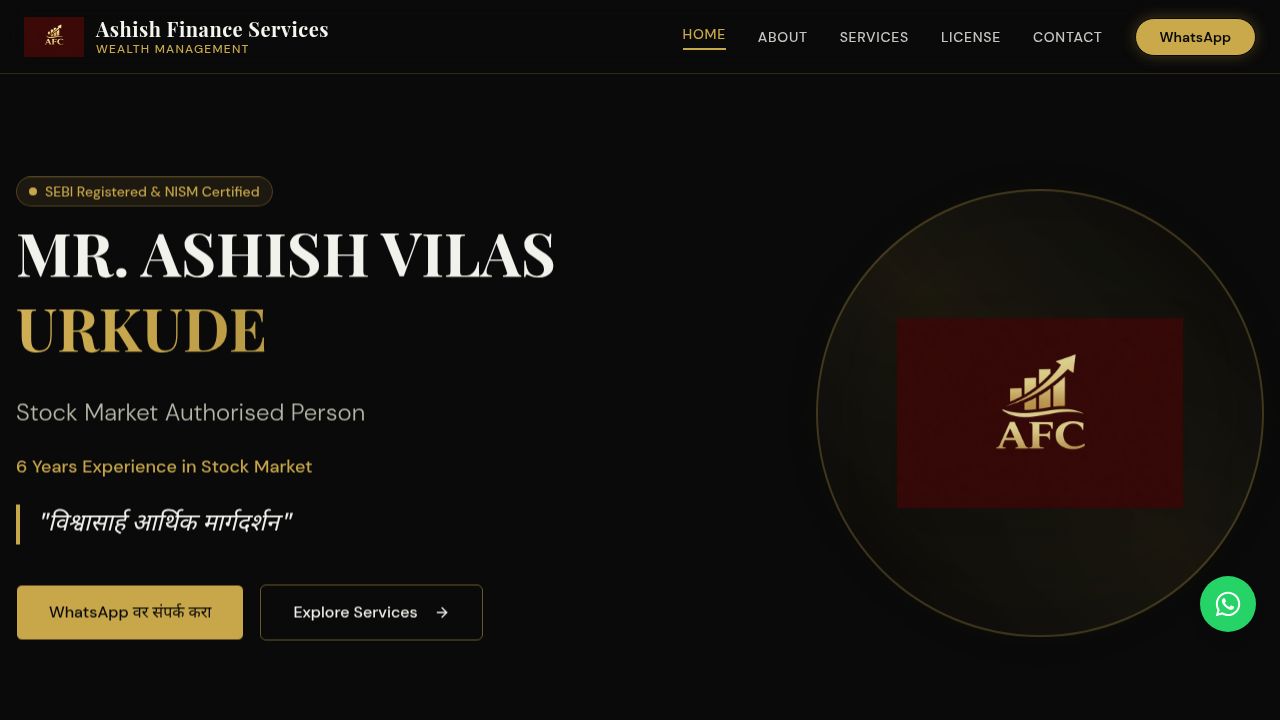 AFC
Ashish Finance Services
WEALTH MANAGEMENT
HOME
ABOUT
SERVICES
LICENSE
CONTACT
WhatsApp
SEBI Registered & NISM Certified
MR. ASHISH VILAS
URKUDE
Stock Market Authorised Person
6 Years Experience in Stock Market
"विश्वासार्ह आर्थिक मार्गदर्शन"
WhatsApp वर संपर्क करा
Explore Services →
AFC